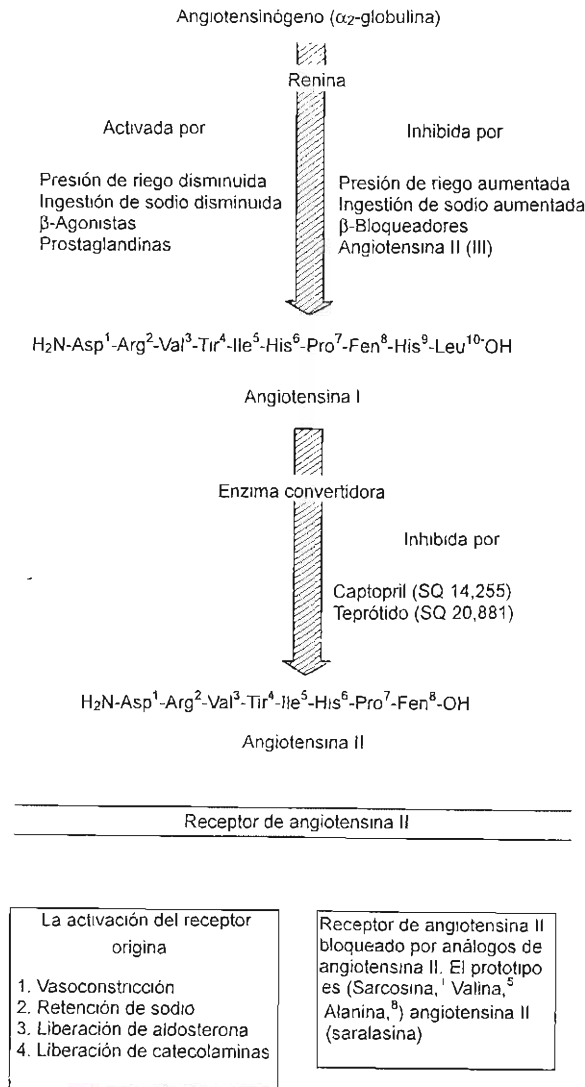 Angiotensinógeno (α₂-globulina)
Renina
Activada por
Presión de riego disminuida
Ingestión de sodio disminuida
β-Agonistas
Prostaglandinas
Inhibida por
Presión de riego aumentada
Ingestión de sodio aumentada
β-Bloqueadores
Angiotensina II (III)
H₂N-Asp¹-Arg²-Val³-Tir⁴-Ile⁵-His⁶-Pro⁷-Fen⁸-His⁹-Leu¹⁰-OH
Angiotensina I
Enzima convertidora
Inhibida por
Captopril (SQ 14,255)
Teprótido (SQ 20,881)
H₂N-Asp¹-Arg²-Val³-Tir⁴-Ile⁵-His⁶-Pro⁷-Fen⁸-OH
Angiotensina II
Receptor de angiotensina II
La activación del receptor
origina
1. Vasoconstricción
2. Retención de sodio
3. Liberación de aldosterona
4. Liberación de catecolaminas
Receptor de angiotensina II
bloqueado por análogos de
angiotensina II. El prototipo
es (Sarcosina,¹ Valina,⁵
Alanina,⁸) angiotensina II
(saralasina)